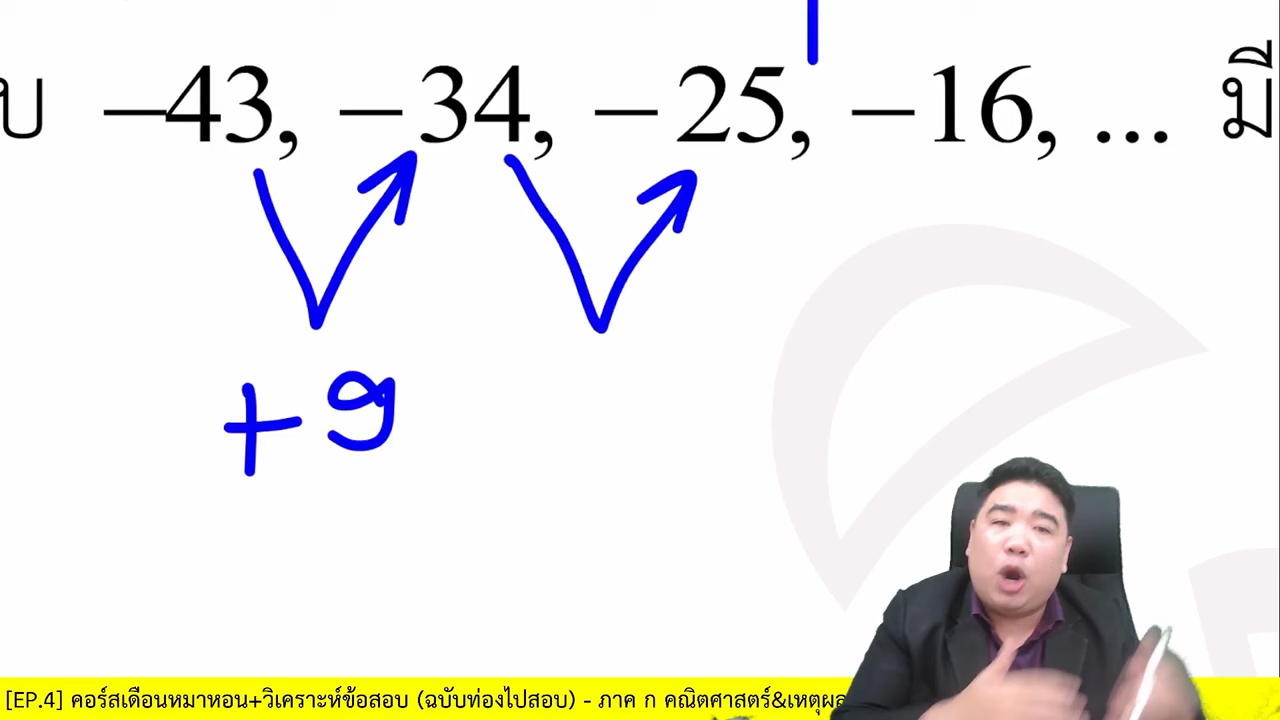 บ −43, −34, −25, −16, ... มี
+9
[EP.4] คอร์สเดือนหมาหอน+วิเคราะห์ข้อสอบ (ฉบับท่องไปสอบ) - ภาค ก คณิตศาสตร์&เหตุผล